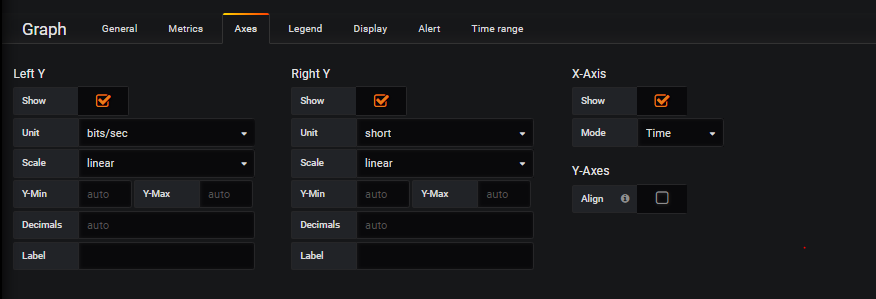 Graph General Metrics Axes Legend Display Alert Time range
Left Y Right Y X-Axis
Show Show Show
Unit bits/sec Unit short Mode Time
Scale linear Scale linear
Y-Axes
Y-Min auto Y-Max auto Y-Min auto Y-Max auto Align
Decimals auto Decimals auto
Label Label